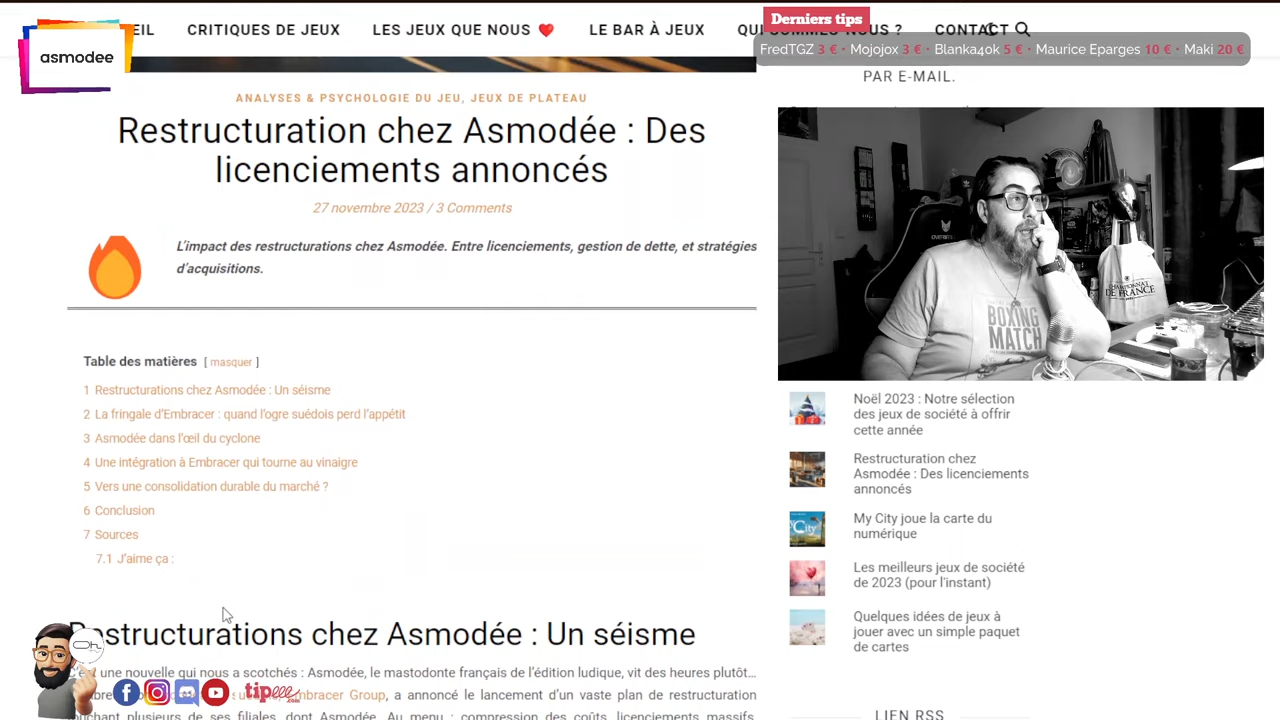 EIL
CRITIQUES DE JEUX
LES JEUX QUE NOUS
LE BAR À JEUX
NOUS ?
CONTACT
Derniers tips
FredTGZ 3 € • Mojojox 3 € • Blanka40k 5 € • Maurice Eparges 10 € • Maki 20 €
asmodee
PAR E-MAIL.
ANALYSES & PSYCHOLOGIE DU JEU, JEUX DE PLATEAU
Restructuration chez Asmodée : Des
licenciements annoncés
27 novembre 2023 / 3 Comments
L'impact des restructurations chez Asmodée. Entre licenciements, gestion de dette, et stratégies
d'acquisitions.
Table des matières [ masquer ]
1 Restructurations chez Asmodée : Un séisme
2 La fringale d'Embracer : quand l'ogre suédois perd l'appétit
3 Asmodée dans l'œil du cyclone
4 Une intégration à Embracer qui tourne au vinaigre
5 Vers une consolidation durable du marché ?
6 Conclusion
7 Sources
7.1 J'aime ça :
Restructurations chez Asmodée : Un séisme
une nouvelle qui nous a scotchés : Asmodée, le mastodonte français de l'édition ludique, vit des heures plutôt…
mbracer Group, a annoncé le lancement d'un vaste plan de restructuration
touchant plusieurs de ses filiales, dont Asmodée. Au menu : compression des coûts, licenciements massifs,
tipeee.com
BOXING
MATCH
CHAMPIONNAT
DE FRANCE
Noël 2023 : Notre sélection
des jeux de société à offrir
cette année
Restructuration chez
Asmodée : Des licenciements
annoncés
My City joue la carte du
numérique
Les meilleurs jeux de société
de 2023 (pour l'instant)
Quelques idées de jeux à
jouer avec un simple paquet
de cartes
LIEN RSS